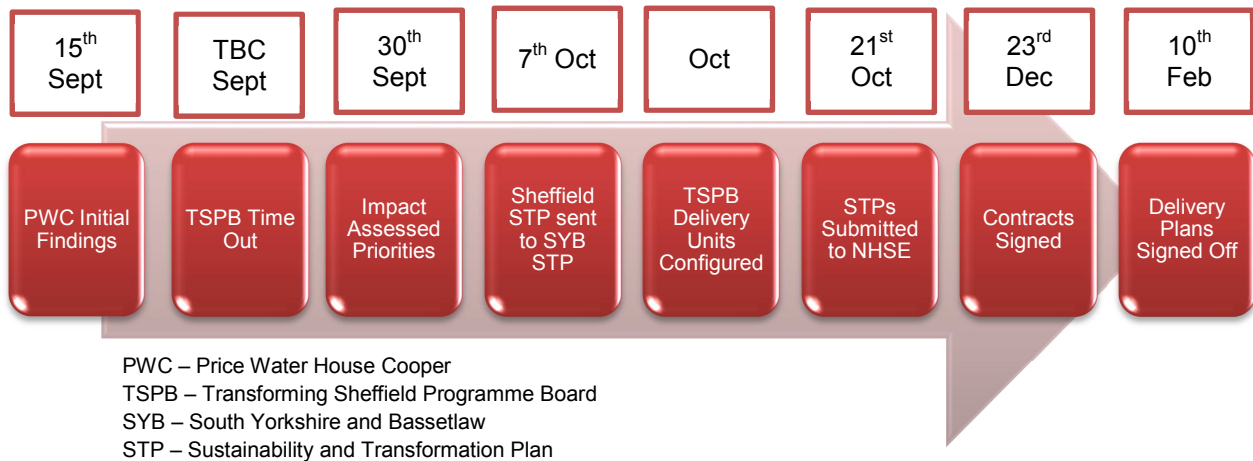 15th
Sept
TBC
Sept
30th
Sept
7th Oct
Oct
21st
Oct
23rd
Dec
10th
Feb
PWC Initial
Findings
TSPB Time
Out
Impact
Assessed
Priorities
Sheffield
STP sent
to SYB
STP
TSPB
Delivery
Units
Configured
STPs
Submitted
to NHSE
Contracts
Signed
Delivery
Plans
Signed Off
PWC – Price Water House Cooper
TSPB – Transforming Sheffield Programme Board
SYB – South Yorkshire and Bassetlaw
STP – Sustainability and Transformation Plan